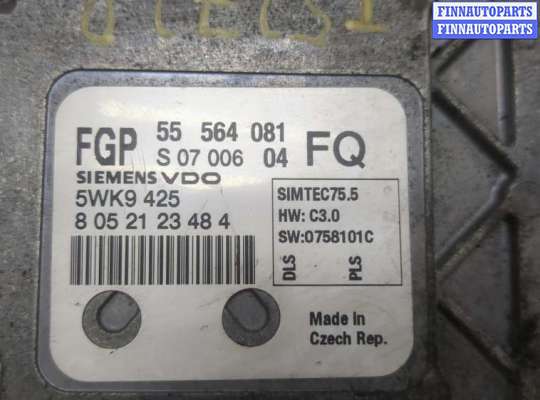 FINNAUTOPARTS
FINNAUTOPARTS
FGP 55 564 081 FQ
S 07 006 04
SIEMENS VDO
5WK9 425
8 05 21 23 48 4
SIMTEC75.5
HW: C3.0
SW:0758101C
DLS
PLS
Made in
Czech Rep.